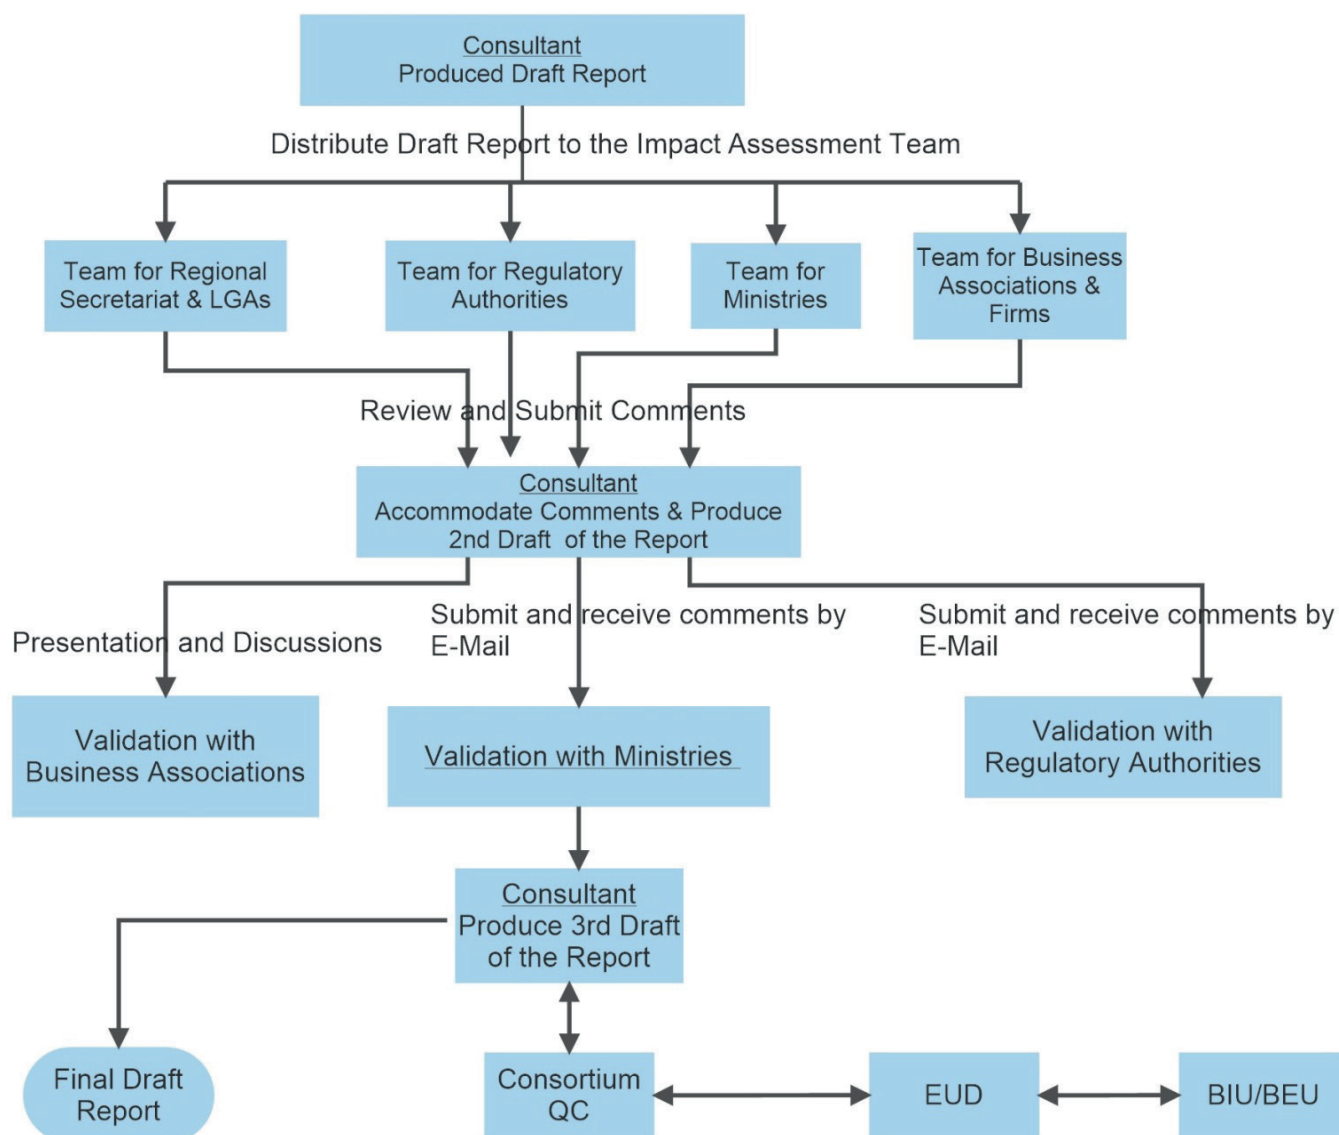 Consultant
Produced Draft Report
Distribute Draft Report to the Impact Assessment Team
Team for Regional
Secretariat & LGAs
Team for Regulatory
Authorities
Team for
Ministries
Team for Business
Associations &
Firms
Review and Submit Comments
Consultant
Accommodate Comments & Produce
2nd Draft of the Report
Presentation and Discussions
Submit and receive comments by
E-Mail
Submit and receive comments by
E-Mail
Validation with
Business Associations
Validation with Ministries
Validation with
Regulatory Authorities
Consultant
Produce 3rd Draft
of the Report
Final Draft
Report
Consortium
QC
EUD
BIU/BEU